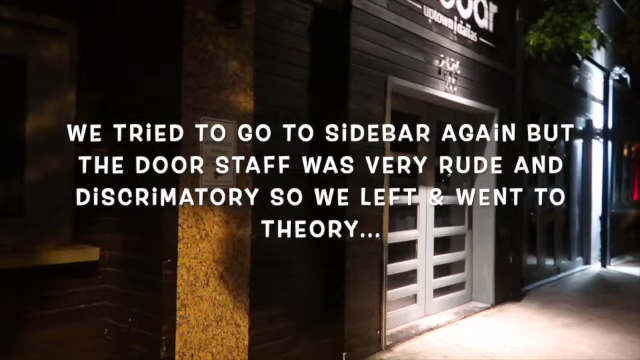 bar
uptown|dallas
WE TRiED TO GO TO SiDEBAR AGAiN BUT
THE DOOR STAFF WAS VERY RUDE AND
DiSCRiMATORY SO WE LEFT & WENT TO
THEORY...